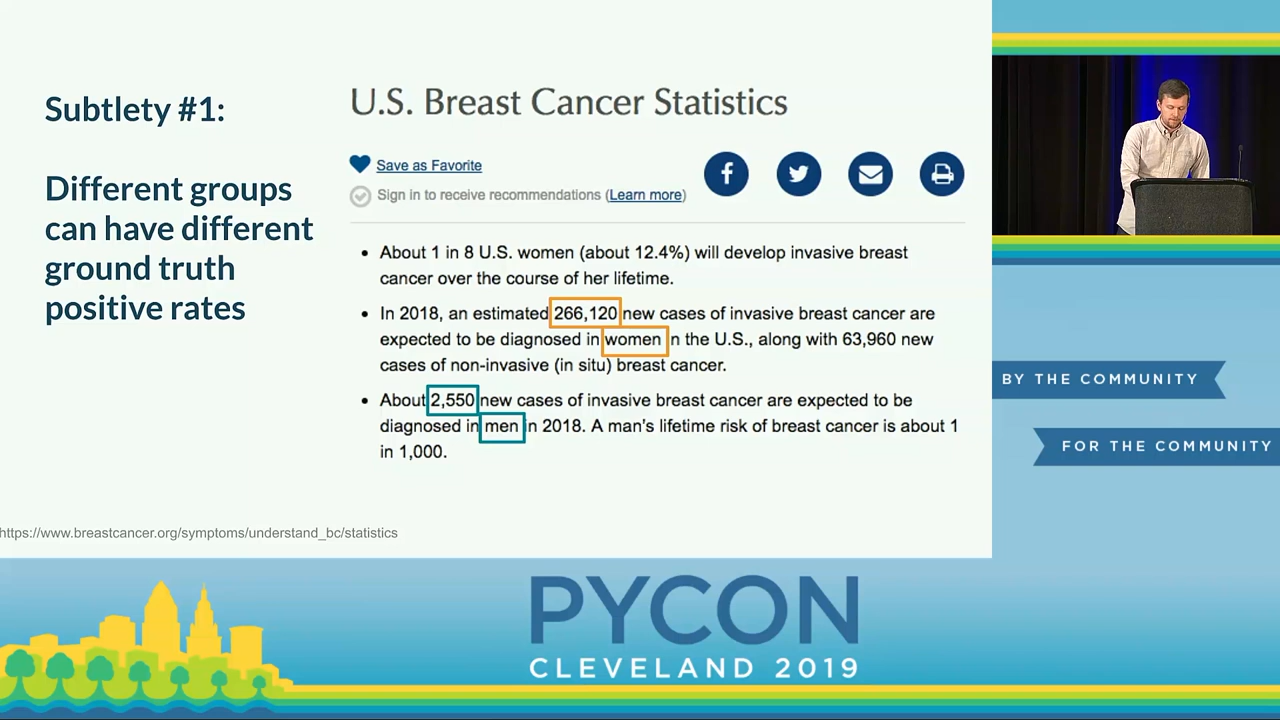 Subtlety #1:
Different groups
can have different
ground truth
positive rates
U.S. Breast Cancer Statistics
Save as Favorite
Sign in to receive recommendations (Learn more)
• About 1 in 8 U.S. women (about 12.4%) will develop invasive breast
cancer over the course of her lifetime.
• In 2018, an estimated 266,120 new cases of invasive breast cancer are
expected to be diagnosed in women in the U.S., along with 63,960 new
cases of non-invasive (in situ) breast cancer.
• About 2,550 new cases of invasive breast cancer are expected to be
diagnosed in men in 2018. A man's lifetime risk of breast cancer is about 1
in 1,000.
https://www.breastcancer.org/symptoms/understand_bc/statistics
BY THE COMMUNITY
FOR THE COMMUNITY
PYCON
CLEVELAND 2019